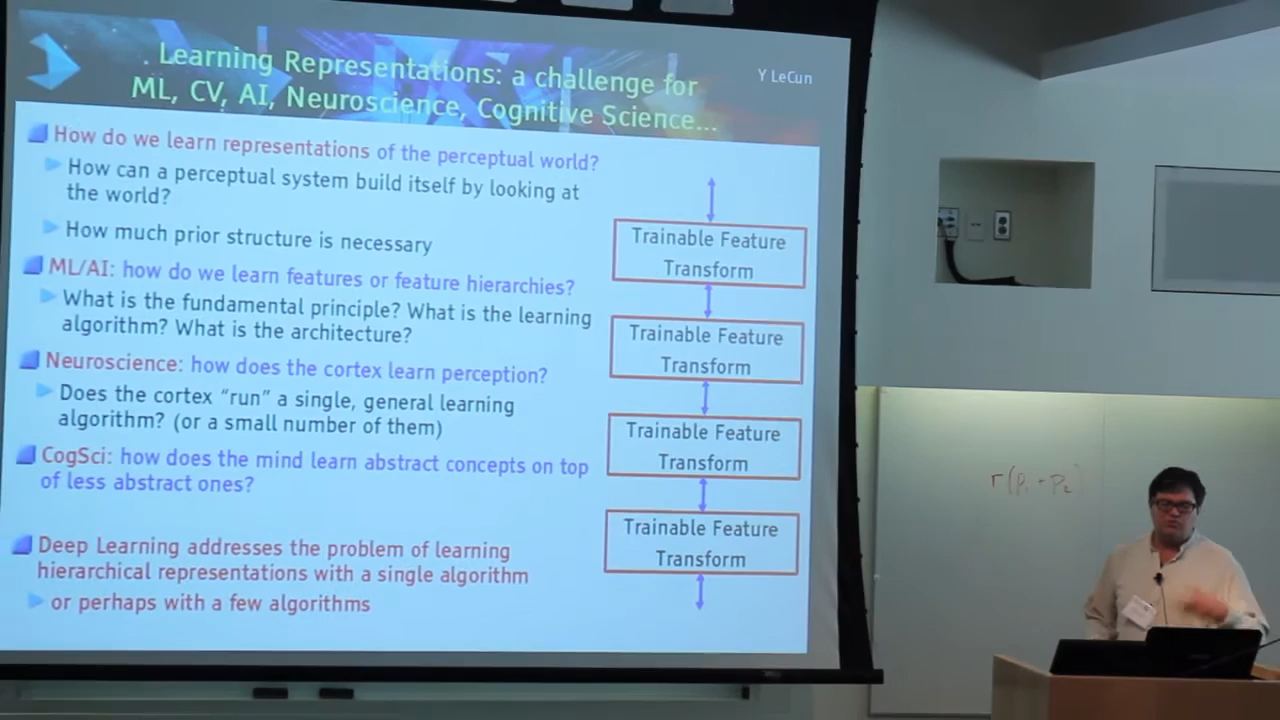 Learning Representations: a challenge for
ML, CV, AI, Neuroscience, Cognitive Science...
Y LeCun
How do we learn representations of the perceptual world?
How can a perceptual system build itself by looking at
the world?
How much prior structure is necessary
ML/AI: how do we learn features or feature hierarchies?
What is the fundamental principle? What is the learning
algorithm? What is the architecture?
Neuroscience: how does the cortex learn perception?
Does the cortex “run” a single, general learning
algorithm? (or a small number of them)
CogSci: how does the mind learn abstract concepts on top
of less abstract ones?
Deep Learning addresses the problem of learning
hierarchical representations with a single algorithm
or perhaps with a few algorithms
Trainable Feature
Transform
Trainable Feature
Transform
Trainable Feature
Transform
Trainable Feature
Transform